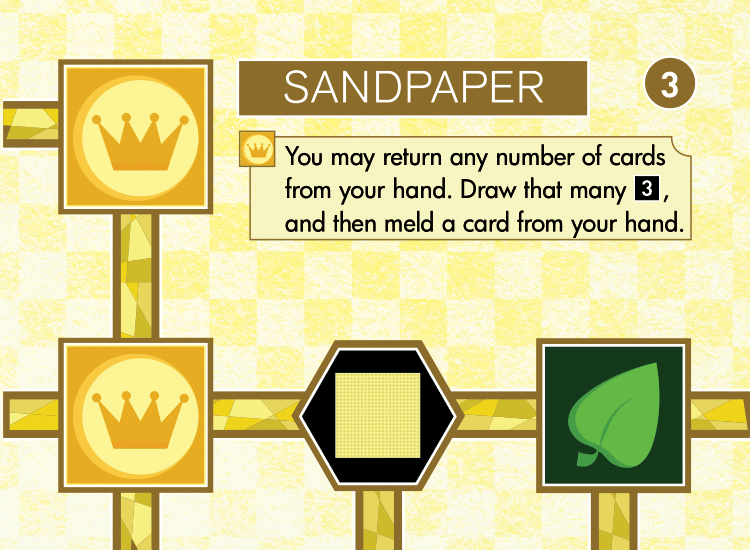 SANDPAPER
3
You may return any number of cards
from your hand. Draw that many 3,
and then meld a card from your hand.